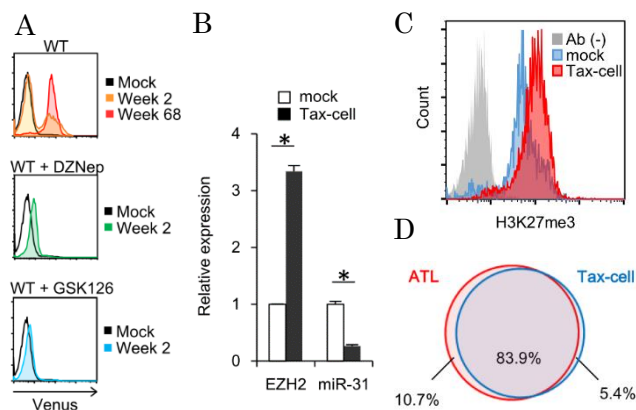 A
WT
Mock
Week 2
Week 68
WT + DZNep
Mock
Week 2
WT + GSK126
Mock
Week 2
Venus
B
mock
Tax-cell
Relative expression
4
3
2
1
0
*
*
EZH2 miR-31
C
Ab (-)
mock
Tax-cell
Count
H3K27me3
D
ATL
Tax-cell
83.9%
10.7%
5.4%